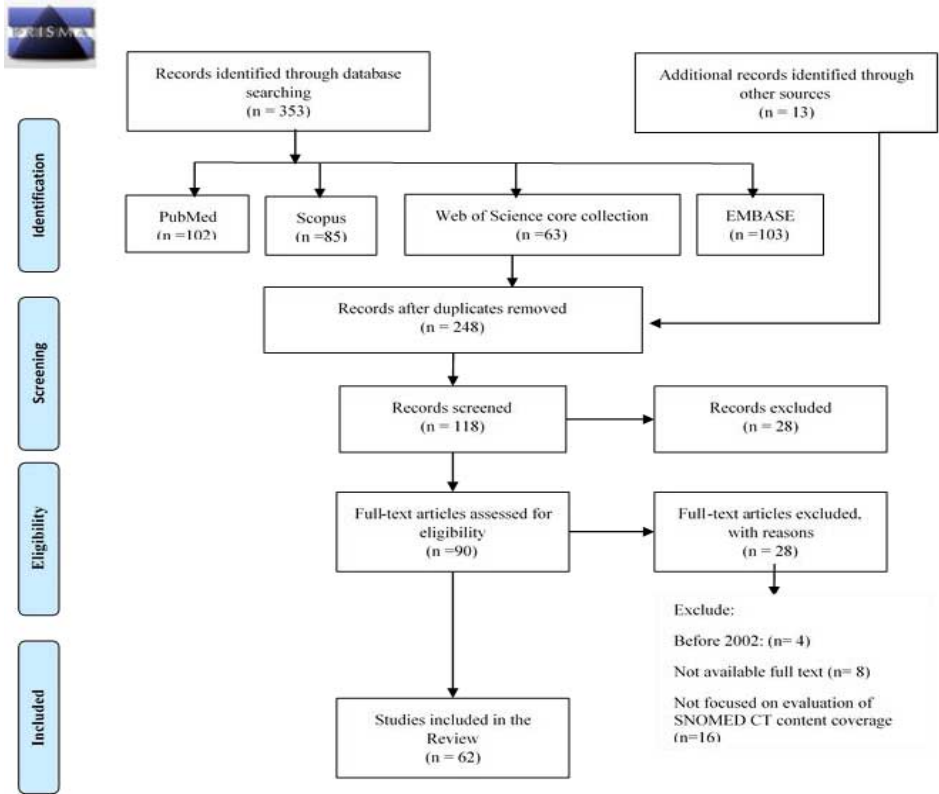 PRISMA
Records identified through database
searching
(n = 353)
Additional records identified through
other sources
(n = 13)
Identification
PubMed
(n =102)
Scopus
(n =85)
Web of Science core collection
(n =63)
EMBASE
(n =103)
Records after duplicates removed
(n = 248)
Screening
Records screened
(n = 118)
Records excluded
(n = 28)
Eligibility
Full-text articles assessed for
eligibility
(n =90)
Full-text articles excluded,
with reasons
(n = 28)
Exclude:
Before 2002: (n= 4)
Not available full text (n= 8)
Not focused on evaluation of
SNOMED CT content coverage
(n=16)
Included
Studies included in the
Review
(n = 62)